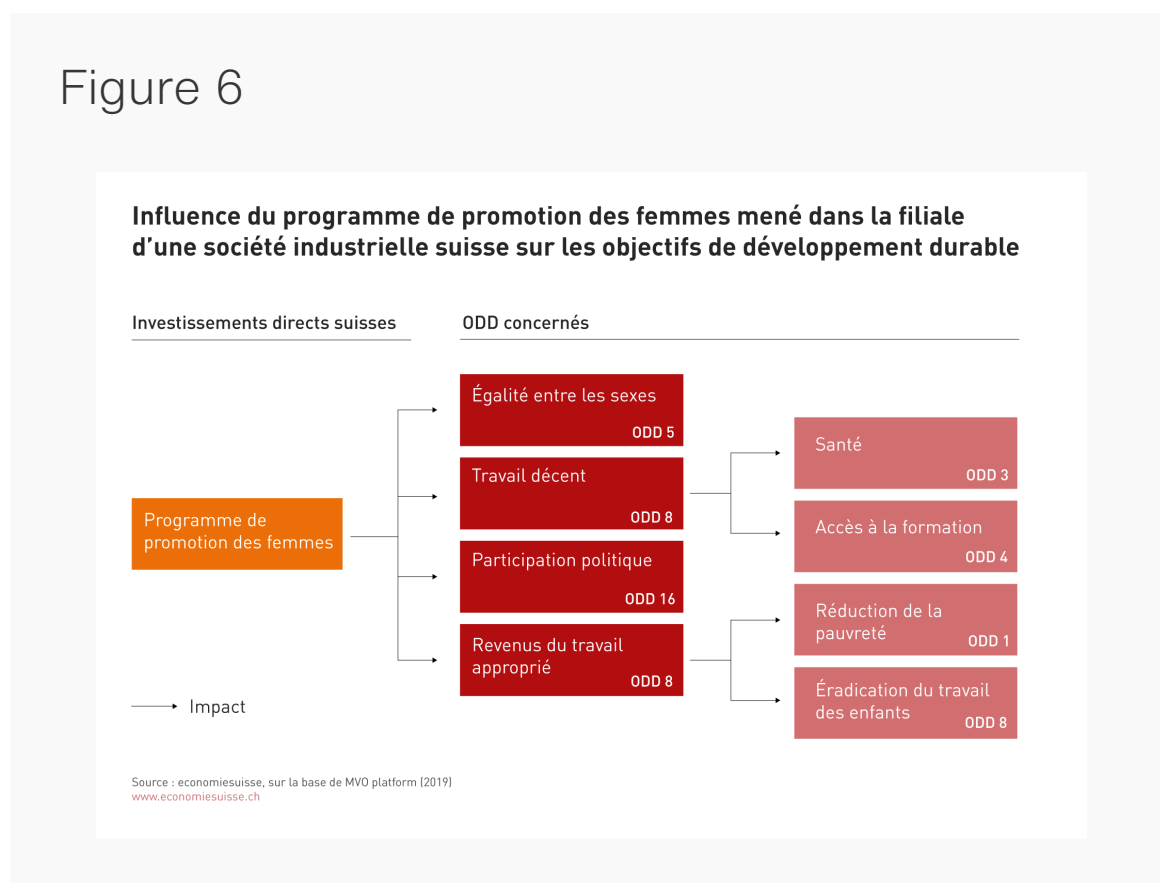 Figure 6
Influence du programme de promotion des femmes mené dans la filiale
d’une société industrielle suisse sur les objectifs de développement durable
Investissements directs suisses
ODD concernés
Programme de
promotion des femmes
Égalité entre les sexes
ODD 5
Travail décent
ODD 8
Participation politique
ODD 16
Revenus du travail
approprié
ODD 8
Santé
ODD 3
Accès à la formation
ODD 4
Réduction de la
pauvreté
ODD 1
Éradication du travail
des enfants
ODD 8
Impact
Source : economiesuisse, sur la base de MVO platform (2019)
www.economiesuisse.ch